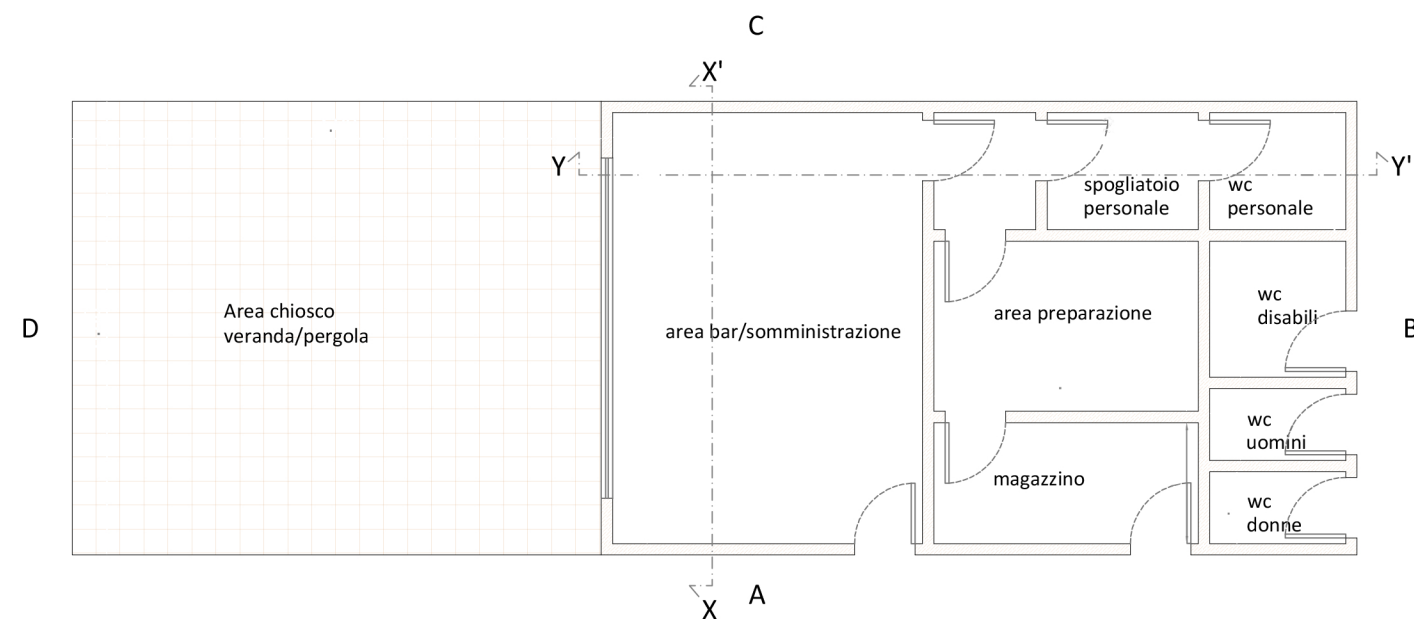 C
X'
Y
Y'
spogliatoio
personale
wc
personale
Area chiosco
veranda/pergola
D
area bar/somministrazione
area preparazione
wc
disabili
B
wc
uomini
magazzino
wc
donne
X
A